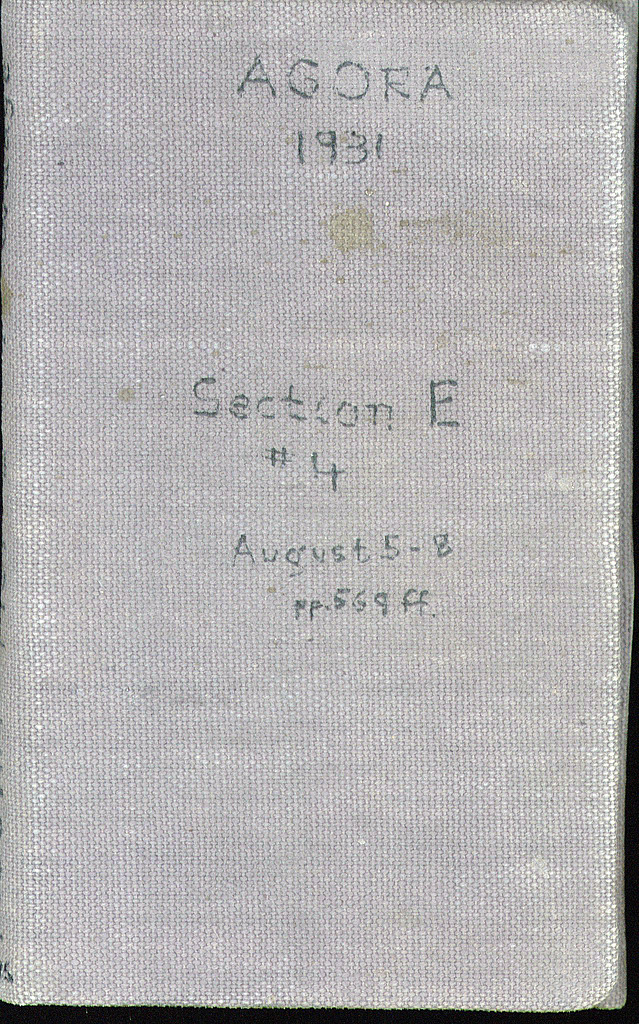 AGORA
1931
Section E
# 4
August 5-8
pp. 569 ff.